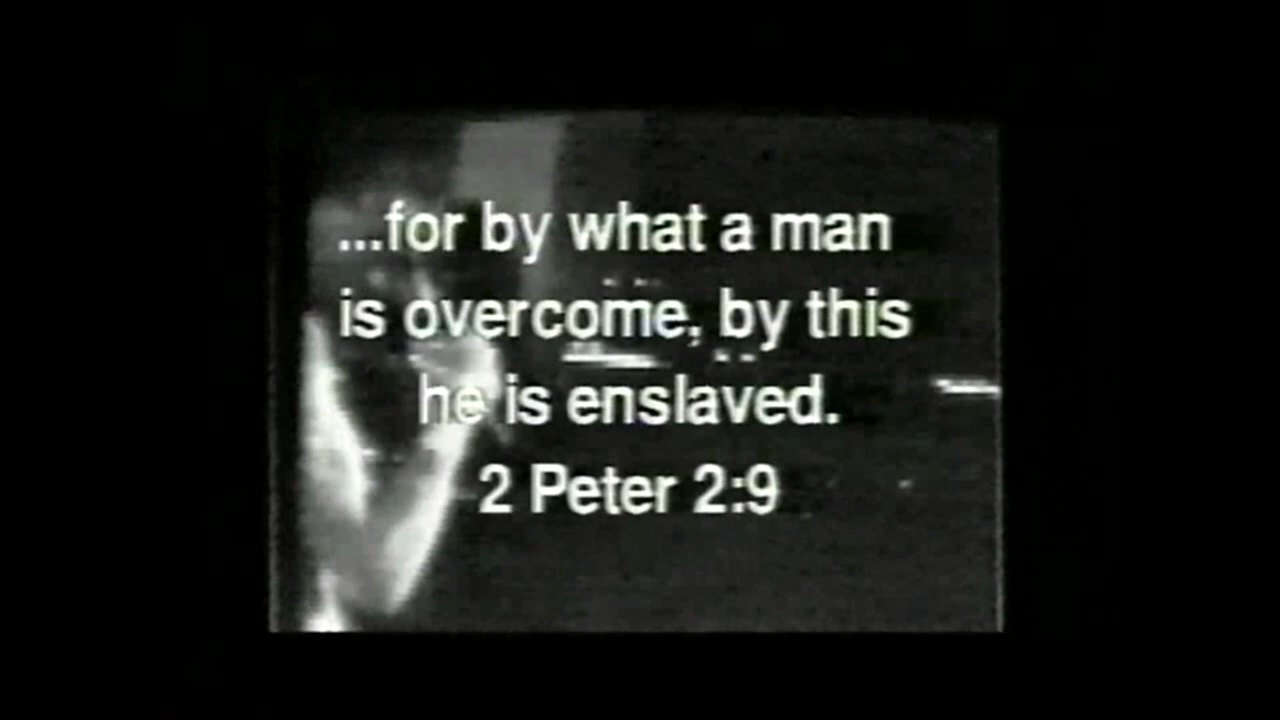 ...for by what a man
is overcome, by this
he is enslaved.
2 Peter 2:9